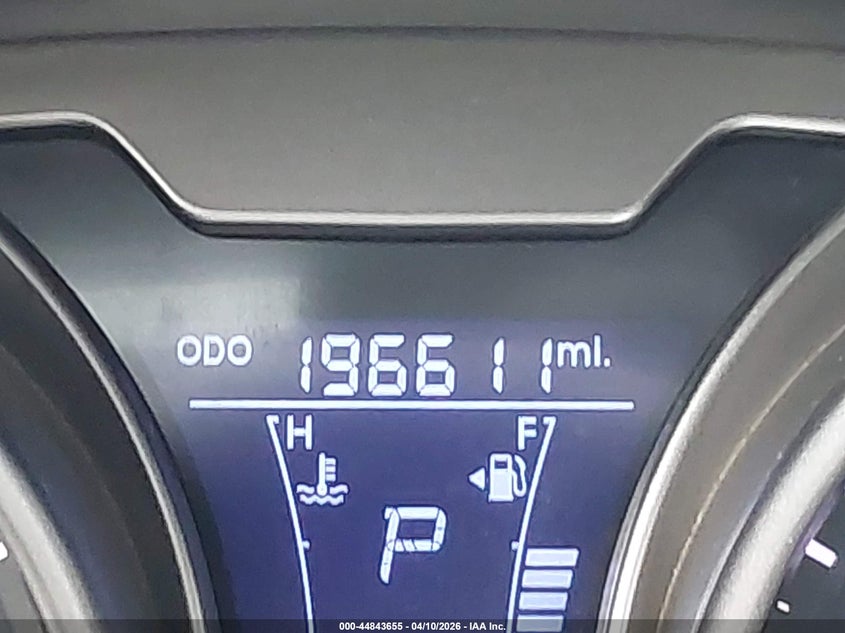 ODO 196611 ml.
H F
P
000-44843655 - 04/10/2026 - IAA Inc.